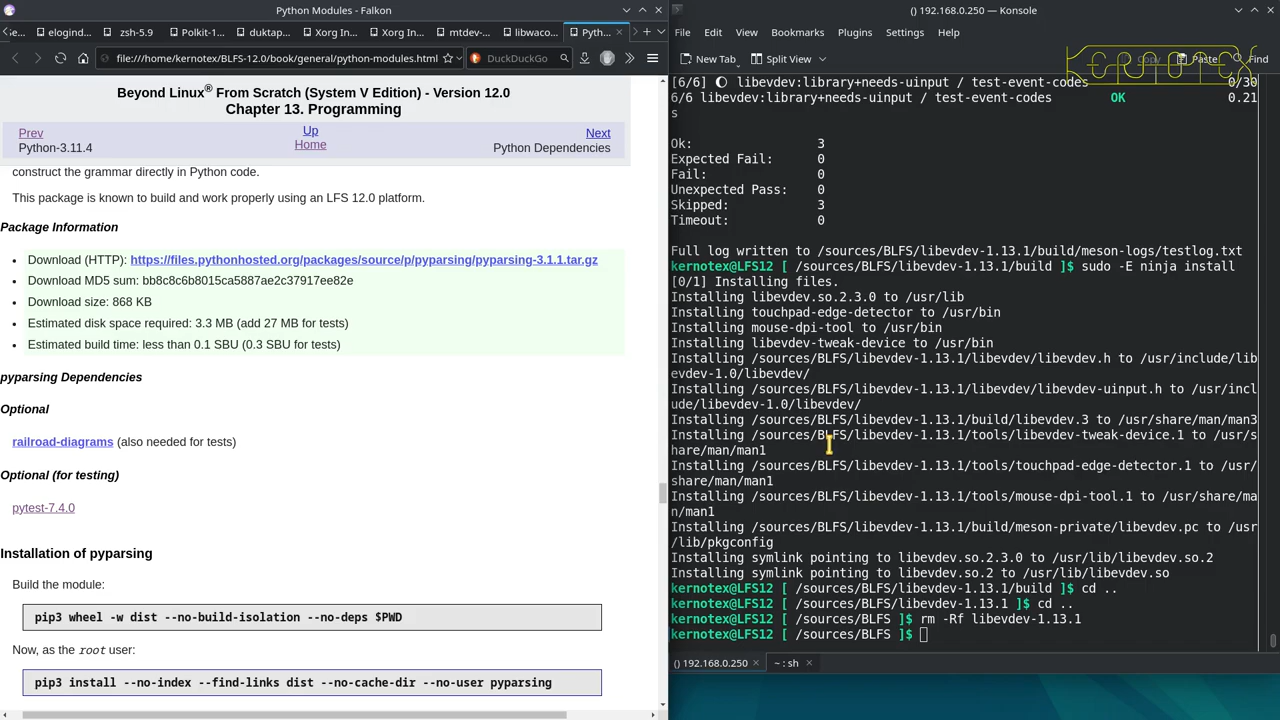 Python Modules - Falkon
Se...
elogind...
zsh-5.9
Polkit-1...
duktap...
Xorg In...
Xorg In...
mtdev-...
libwaco...
Pyth...
file:///home/kernotex/BLFS-12.0/book/general/python-modules.html
DuckDuckGo
Beyond Linux® From Scratch (System V Edition) - Version 12.0
Chapter 13. Programming
Prev
Up
Next
Python-3.11.4
Home
Python Dependencies
construct the grammar directly in Python code.
This package is known to build and work properly using an LFS 12.0 platform.
Package Information
• Download (HTTP): https://files.pythonhosted.org/packages/source/p/pyparsing/pyparsing-3.1.1.tar.gz
• Download MD5 sum: bb8c8c6b8015ca5887ae2c37917ee82e
• Download size: 868 KB
• Estimated disk space required: 3.3 MB (add 27 MB for tests)
• Estimated build time: less than 0.1 SBU (0.3 SBU for tests)
pyparsing Dependencies
Optional
railroad-diagrams (also needed for tests)
Optional (for testing)
pytest-7.4.0
Installation of pyparsing
Build the module:
pip3 wheel -w dist --no-build-isolation --no-deps $PWD
Now, as the root user:
pip3 install --no-index --find-links dist --no-cache-dir --no-user pyparsing
() 192.168.0.250 — Konsole
File Edit View Bookmarks Plugins Settings Help
New Tab
Split View
Copy
Paste
Find
KERNOTEX
[6/6] libevdev:library+needs-uinput / test-event-codes 0/30
6/6 libevdev:library+needs-uinput / test-event-codes OK 0.21
s
Ok: 3
Expected Fail: 0
Fail: 0
Unexpected Pass: 0
Skipped: 3
Timeout: 0
Full log written to /sources/BLFS/libevdev-1.13.1/build/meson-logs/testlog.txt
kernotex@LFS12 [ /sources/BLFS/libevdev-1.13.1/build ]$ sudo -E ninja install
[0/1] Installing files.
Installing libevdev.so.2.3.0 to /usr/lib
Installing touchpad-edge-detector to /usr/bin
Installing mouse-dpi-tool to /usr/bin
Installing libevdev-tweak-device to /usr/bin
Installing /sources/BLFS/libevdev-1.13.1/libevdev/libevdev.h to /usr/include/lib
evdev-1.0/libevdev/
Installing /sources/BLFS/libevdev-1.13.1/libevdev/libevdev-uinput.h to /usr/incl
ude/libevdev-1.0/libevdev/
Installing /sources/BLFS/libevdev-1.13.1/build/libevdev.3 to /usr/share/man/man3
Installing /sources/BLFS/libevdev-1.13.1/tools/libevdev-tweak-device.1 to /usr/s
hare/man/man1
Installing /sources/BLFS/libevdev-1.13.1/tools/touchpad-edge-detector.1 to /usr/
share/man/man1
Installing /sources/BLFS/libevdev-1.13.1/tools/mouse-dpi-tool.1 to /usr/share/ma
n/man1
Installing /sources/BLFS/libevdev-1.13.1/build/meson-private/libevdev.pc to /usr
/lib/pkgconfig
Installing symlink pointing to libevdev.so.2.3.0 to /usr/lib/libevdev.so.2
Installing symlink pointing to libevdev.so.2 to /usr/lib/libevdev.so
kernotex@LFS12 [ /sources/BLFS/libevdev-1.13.1/build ]$ cd ..
kernotex@LFS12 [ /sources/BLFS/libevdev-1.13.1 ]$ cd ..
kernotex@LFS12 [ /sources/BLFS ]$ rm -Rf libevdev-1.13.1
kernotex@LFS12 [ /sources/BLFS ]$
() 192.168.0.250
~ : sh